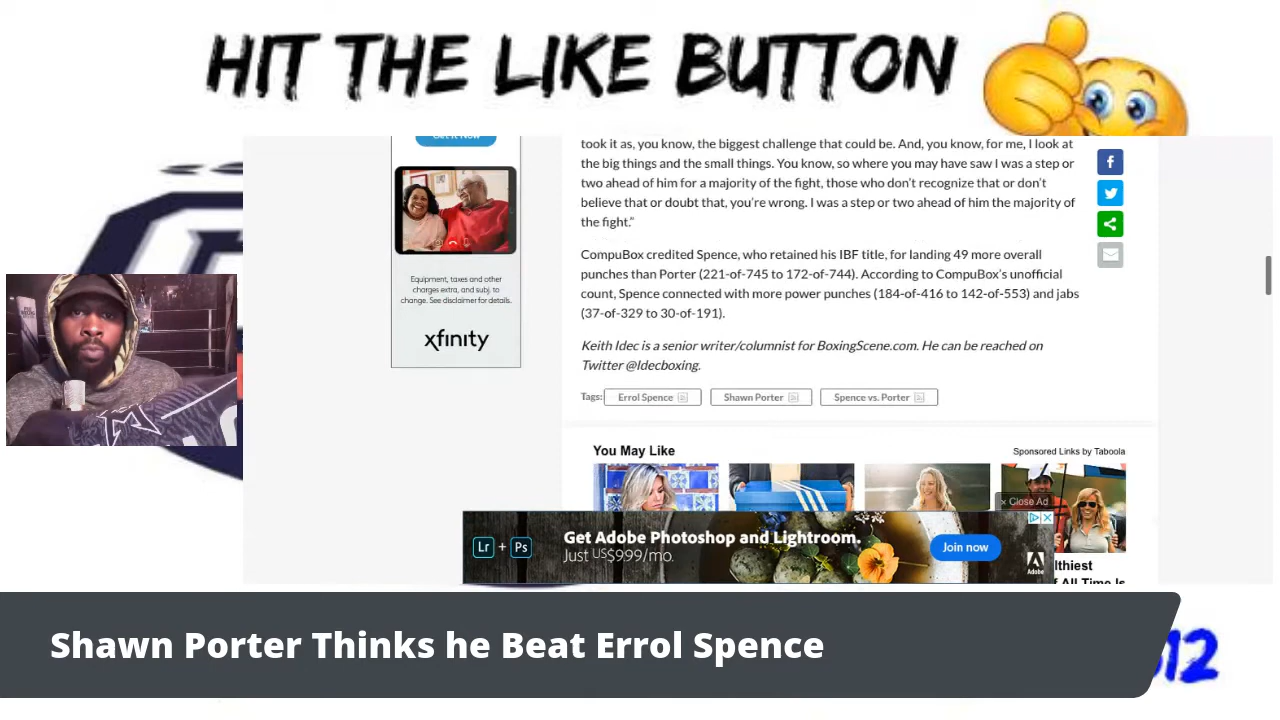 HIT THE LIKE BUTTON
Get It Now
took it as, you know, the biggest challenge that could be. And, you know, for me, I look at
the big things and the small things. You know, so where you may have saw I was a step or
two ahead of him for a majority of the fight, those who don't recognize that or don't
believe that or doubt that, you're wrong. I was a step or two ahead of him the majority of
the fight."
CompuBox credited Spence, who retained his IBF title, for landing 49 more overall
punches than Porter (221-of-745 to 172-of-744). According to CompuBox's unofficial
count, Spence connected with more power punches (184-of-416 to 142-of-553) and jabs
(37-of-329 to 30-of-191).
Keith Idec is a senior writer/columnist for BoxingScene.com. He can be reached on
Twitter @Idecboxing.
Equipment, taxes and other
charges extra, and subj. to
change. See disclaimer for details.
xfinity
Tags: Errol Spence Shawn Porter Spence vs. Porter
You May Like
Sponsored Links by Taboola
× Close Ad
Lr + Ps
Get Adobe Photoshop and Lightroom.
Just US$9.99/mo.
Join now
Adobe
lthiest
f All Time Is
Shawn Porter Thinks he Beat Errol Spence
12